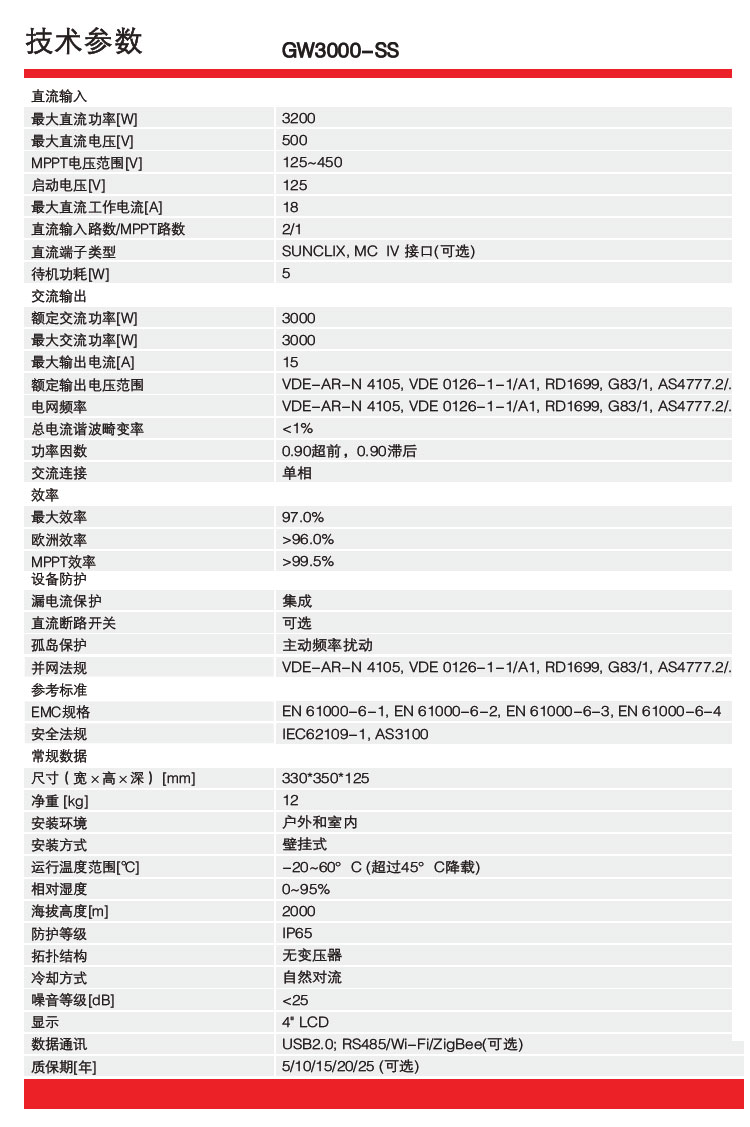 技术参数 GW3000-SS
直流输入
最大直流功率[W] 3200
最大直流电压[V] 500
MPPT电压范围[V] 125~450
启动电压[V] 125
最大直流工作电流[A] 18
直流输入路数/MPPT路数 2/1
直流端子类型 SUNCLIX, MC IV 接口(可选)
待机功耗[W] 5
交流输出
额定交流功率[W] 3000
最大交流功率[W] 3000
最大输出电流[A] 15
额定输出电压范围 VDE-AR-N 4105, VDE 0126-1-1/A1, RD1699, G83/1, AS4777.2/.
电网频率 VDE-AR-N 4105, VDE 0126-1-1/A1, RD1699, G83/1, AS4777.2/.
总电流谐波畸变率 <1%
功率因数 0.90超前，0.90滞后
交流连接 单相
效率
最大效率 97.0%
欧洲效率 >96.0%
MPPT效率 >99.5%
设备防护
漏电流保护 集成
直流断路开关 可选
孤岛保护 主动频率扰动
并网法规 VDE-AR-N 4105, VDE 0126-1-1/A1, RD1699, G83/1, AS4777.2/.
参考标准
EMC规格 EN 61000-6-1, EN 61000-6-2, EN 61000-6-3, EN 61000-6-4
安全法规 IEC62109-1, AS3100
常规数据
尺寸（宽×高×深） [mm] 330*350*125
净重 [kg] 12
安装环境 户外和室内
安装方式 壁挂式
运行温度范围[℃] -20~60° C (超过45° C降载)
相对湿度 0~95%
海拔高度[m] 2000
防护等级 IP65
拓扑结构 无变压器
冷却方式 自然对流
噪音等级[dB] <25
显示 4" LCD
数据通讯 USB2.0; RS485/Wi-Fi/ZigBee(可选)
质保期[年] 5/10/15/20/25 (可选)